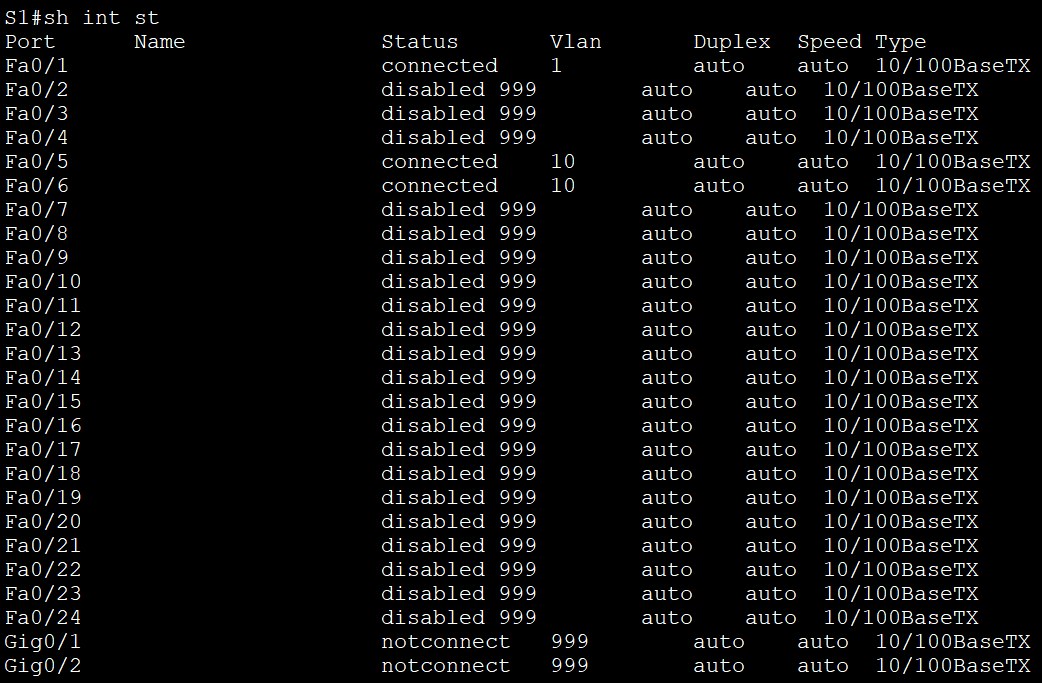 S1#sh int st
Port      Name               Status       Vlan       Duplex  Speed Type
Fa0/1                        connected    1          auto    auto  10/100BaseTX
Fa0/2                        disabled 999        auto    auto  10/100BaseTX
Fa0/3                        disabled 999        auto    auto  10/100BaseTX
Fa0/4                        disabled 999        auto    auto  10/100BaseTX
Fa0/5                        connected    10         auto    auto  10/100BaseTX
Fa0/6                        connected    10         auto    auto  10/100BaseTX
Fa0/7                        disabled 999        auto    auto  10/100BaseTX
Fa0/8                        disabled 999        auto    auto  10/100BaseTX
Fa0/9                        disabled 999        auto    auto  10/100BaseTX
Fa0/10                       disabled 999        auto    auto  10/100BaseTX
Fa0/11                       disabled 999        auto    auto  10/100BaseTX
Fa0/12                       disabled 999        auto    auto  10/100BaseTX
Fa0/13                       disabled 999        auto    auto  10/100BaseTX
Fa0/14                       disabled 999        auto    auto  10/100BaseTX
Fa0/15                       disabled 999        auto    auto  10/100BaseTX
Fa0/16                       disabled 999        auto    auto  10/100BaseTX
Fa0/17                       disabled 999        auto    auto  10/100BaseTX
Fa0/18                       disabled 999        auto    auto  10/100BaseTX
Fa0/19                       disabled 999        auto    auto  10/100BaseTX
Fa0/20                       disabled 999        auto    auto  10/100BaseTX
Fa0/21                       disabled 999        auto    auto  10/100BaseTX
Fa0/22                       disabled 999        auto    auto  10/100BaseTX
Fa0/23                       disabled 999        auto    auto  10/100BaseTX
Fa0/24                       disabled 999        auto    auto  10/100BaseTX
Gig0/1                       notconnect   999        auto    auto  10/100BaseTX
Gig0/2                       notconnect   999        auto    auto  10/100BaseTX